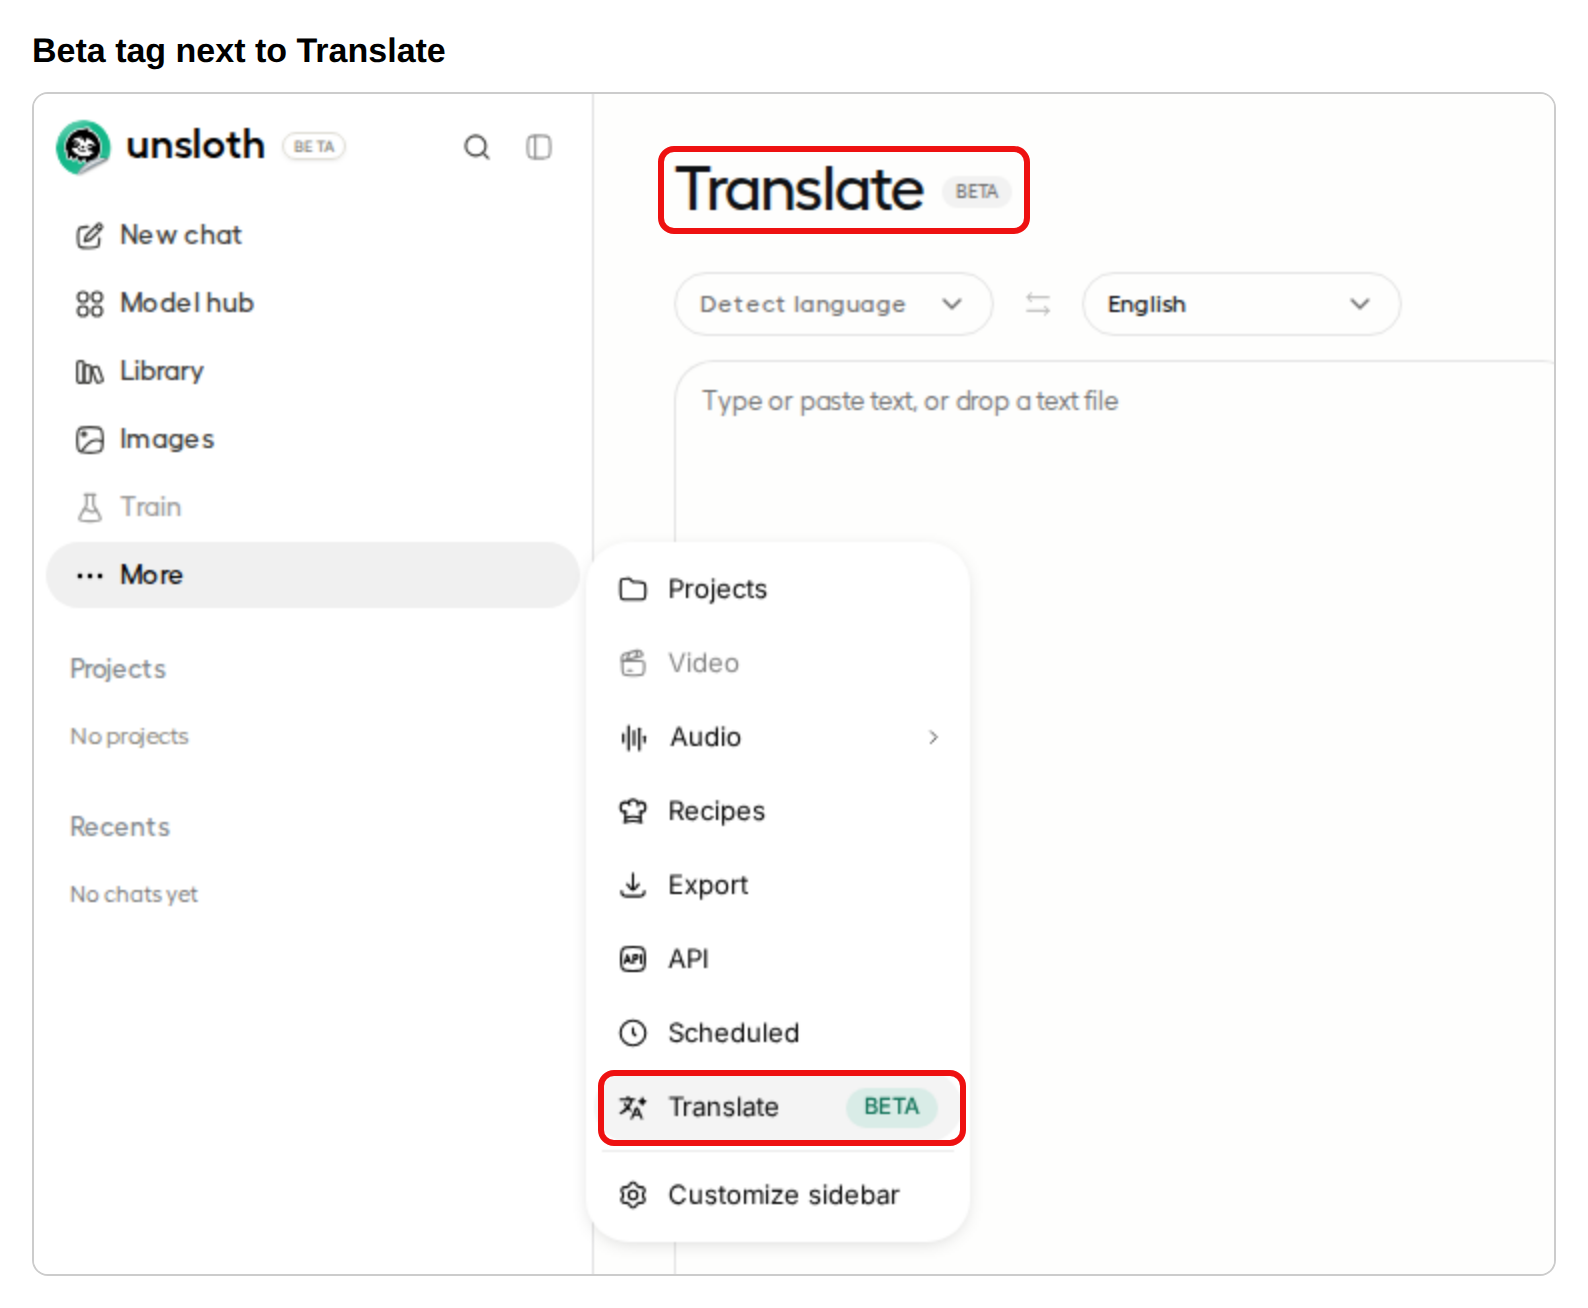 Beta tag next to Translate
unsloth BETA
New chat
Model hub
Library
Images
Train
More
Projects
No projects
Recents
No chats yet
Translate BETA
Detect language
English
Type or paste text, or drop a text file
Projects
Video
Audio
Recipes
Export
API API
Scheduled
Translate BETA
Customize sidebar